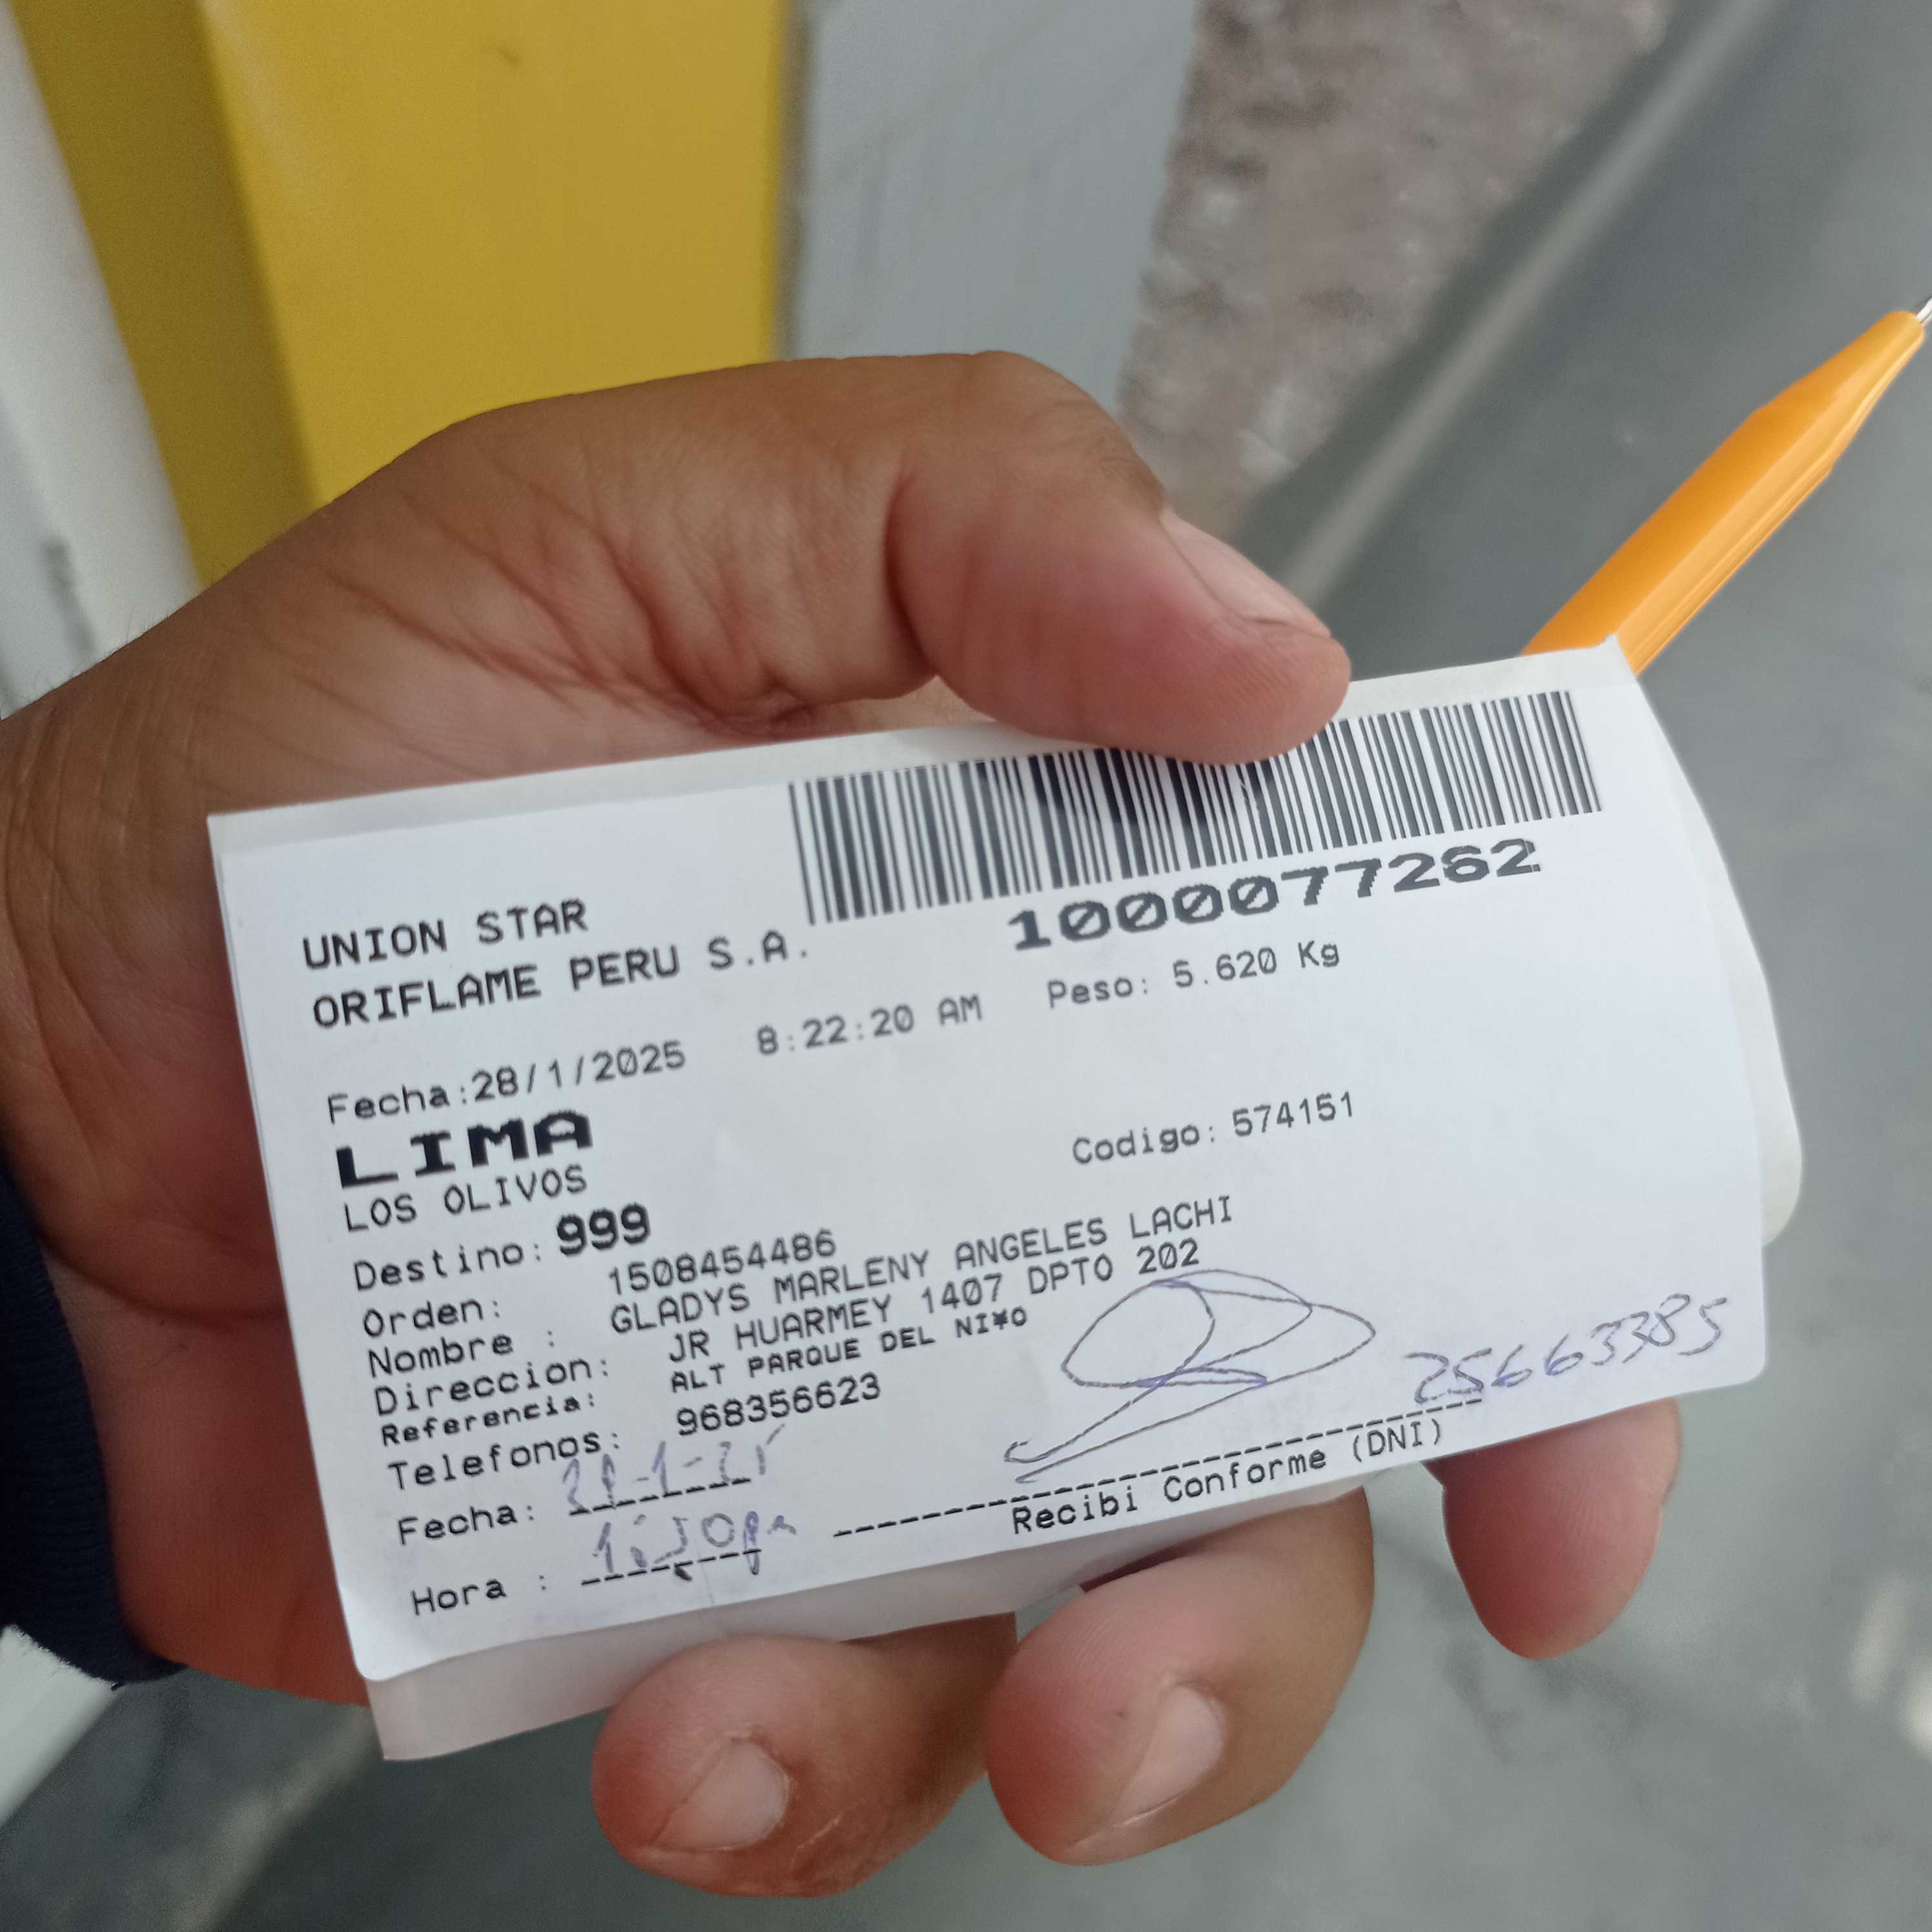 1000077262
UNION STAR
ORIFLAME PERU S.A.
Fecha:28/1/2025 8:22:20 AM Peso: 5.620 Kg
LIMA
LOS OLIVOS
Codigo: 574151
Destino: 999
Orden: 1508454486
Nombre : GLADYS MARLENY ANGELES LACHI
Direccion: JR HUARMEY 1407 DPTO 202
Referencia: ALT PARQUE DEL NI¥O
Telefonos: 968356623
25663385
Fecha:
Recibi Conforme (DNI)
Hora :